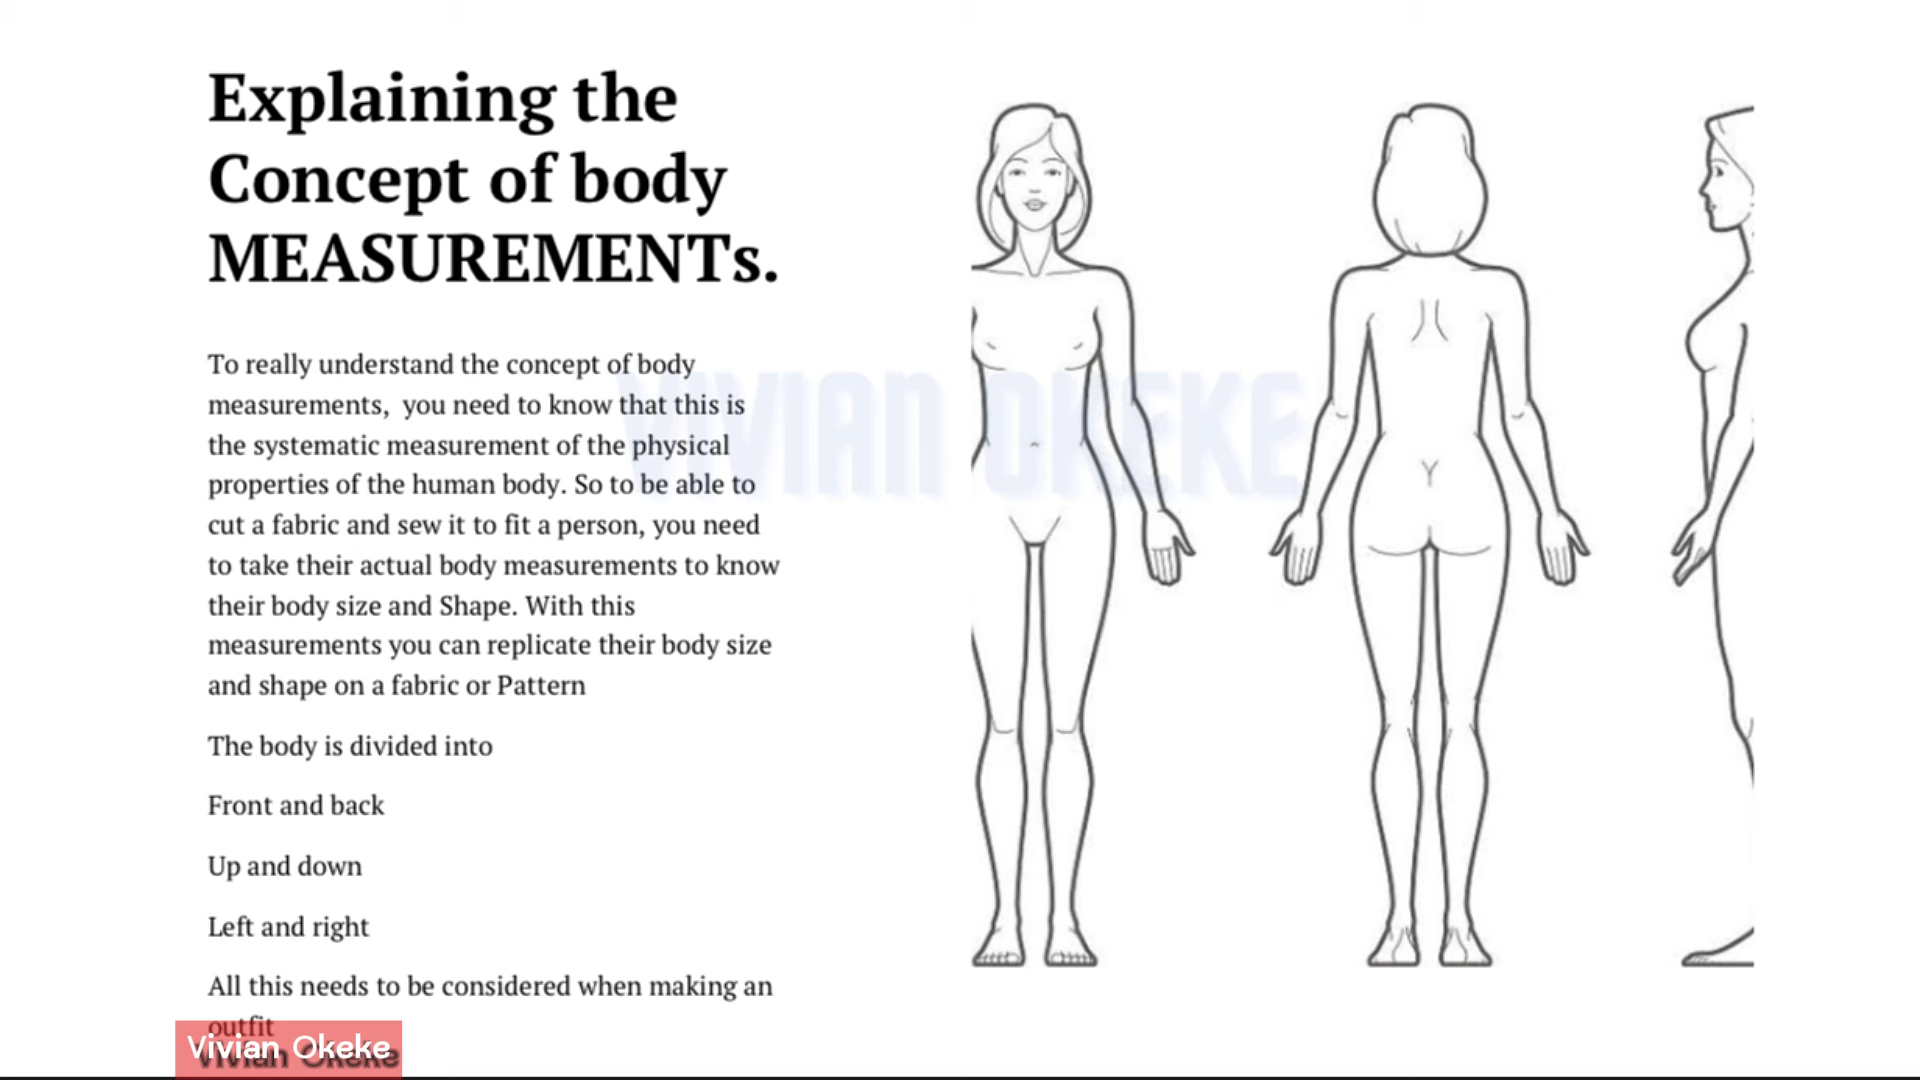 Explaining the
Concept of body
MEASUREMENTs.
To really understand the concept of body
measurements,  you need to know that this is
the systematic measurement of the physical
properties of the human body. So to be able to
cut a fabric and sew it to fit a person, you need
to take their actual body measurements to know
their body size and Shape. With this
measurements you can replicate their body size
and shape on a fabric or Pattern
The body is divided into
Front and back
Up and down
Left and right
All this needs to be considered when making an
outfit
VIVIAN OKEKE
Vivian Okeke
Vivian Okeke